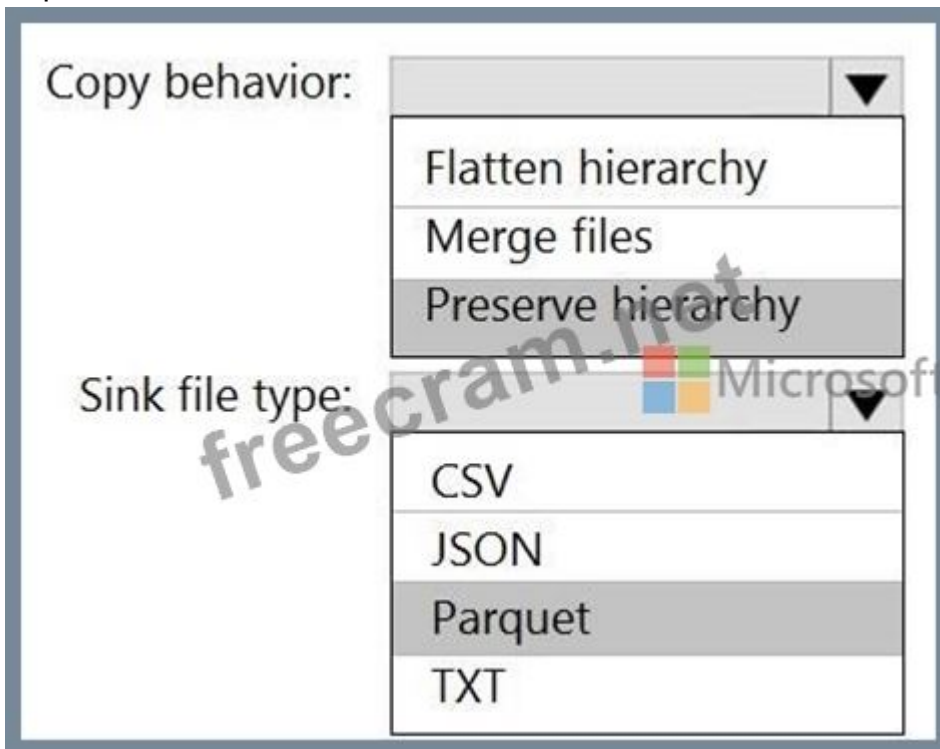 Copy behavior:
Flatten hierarchy
Merge files
Preserve hierarchy
Sink file type:
Microsoft
freecram.net
CSV
JSON
Parquet
TXT